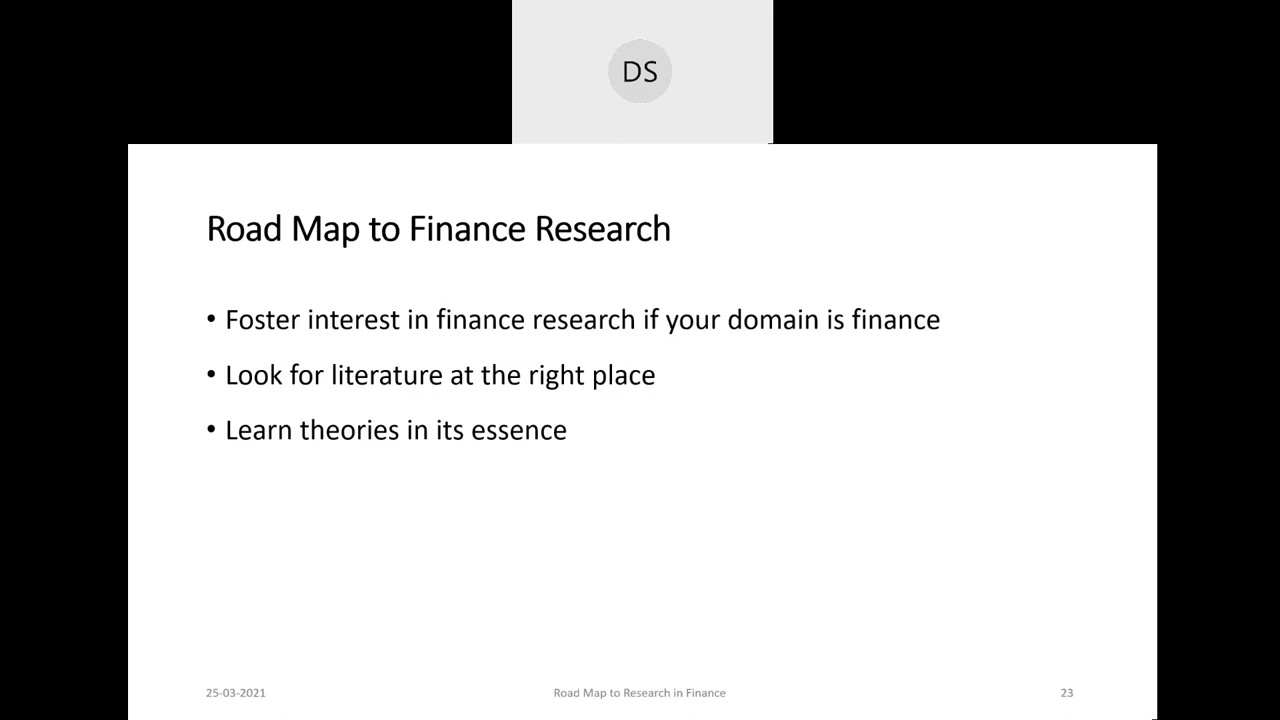 DS
Road Map to Finance Research
• Foster interest in finance research if your domain is finance
• Look for literature at the right place
• Learn theories in its essence
25-03-2021
Road Map to Research in Finance
23